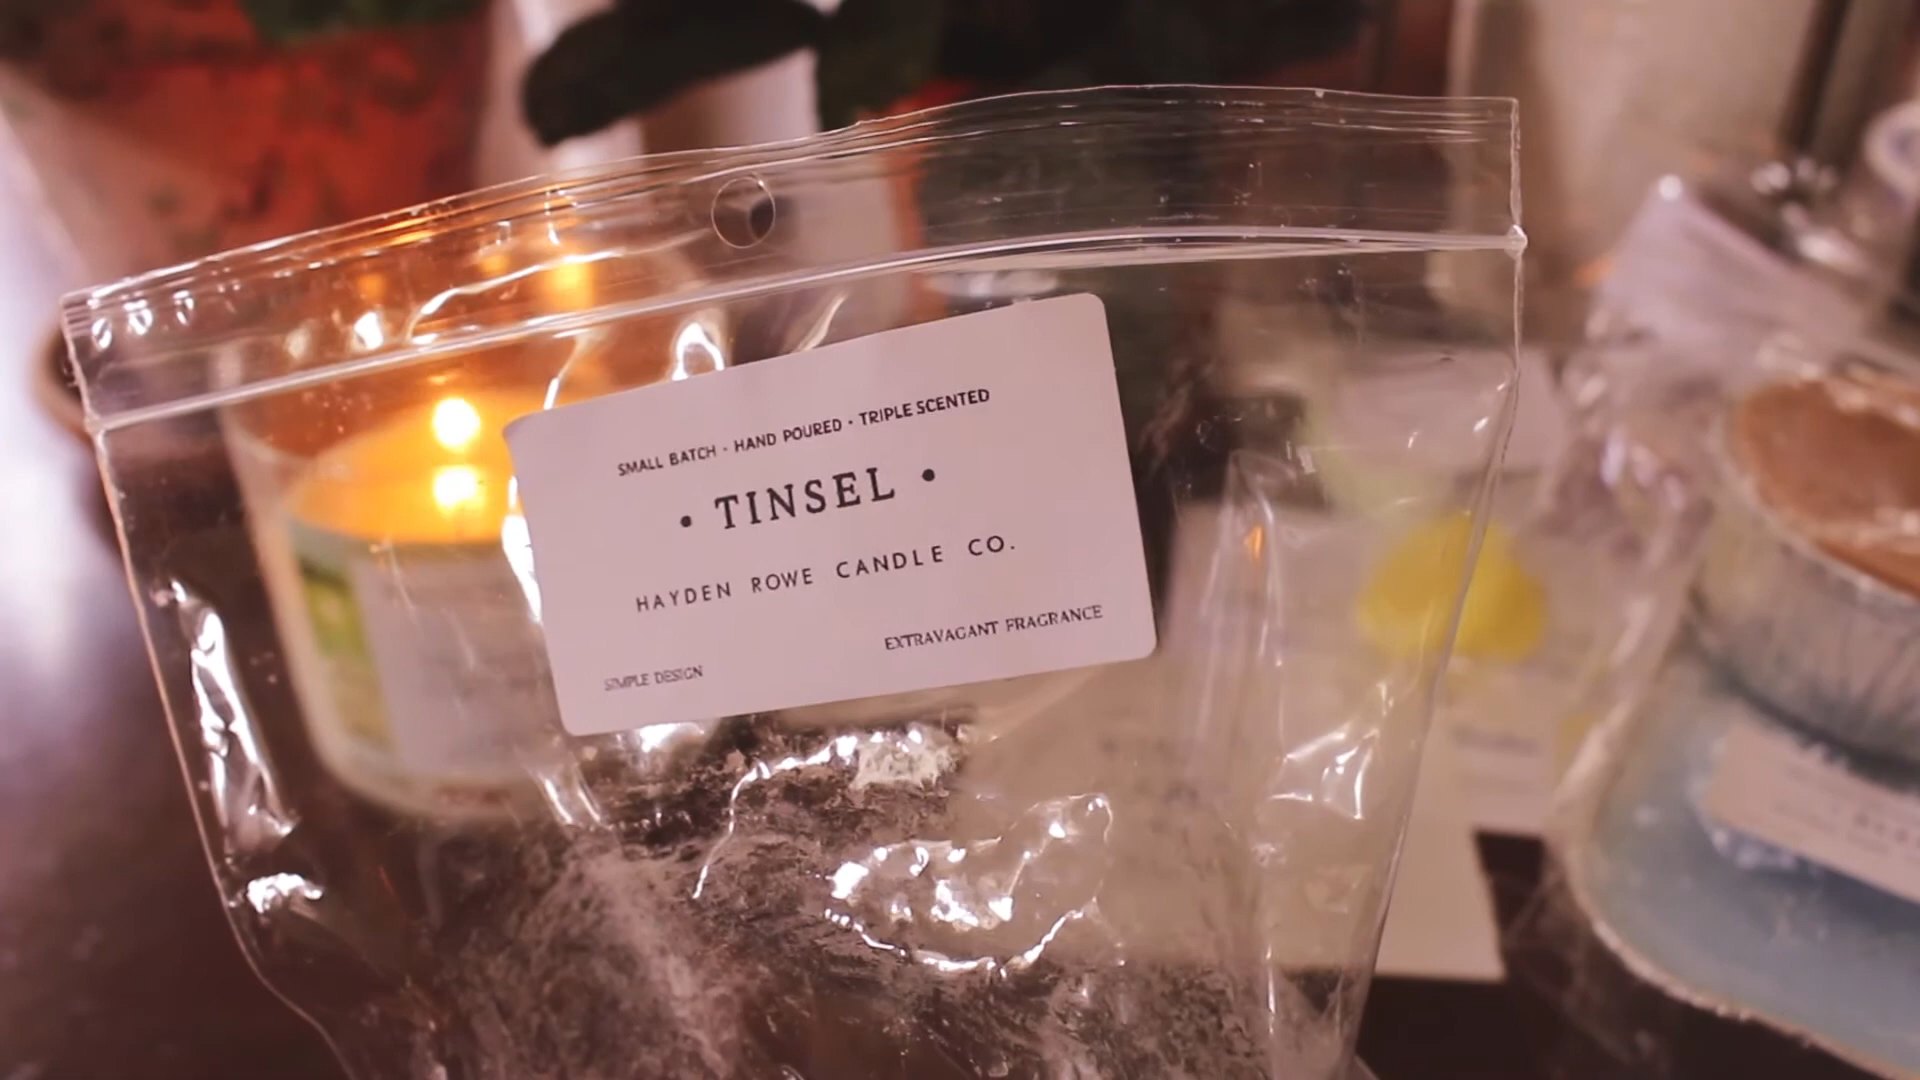 SMALL BATCH · HAND POURED · TRIPLE SCENTED
• TINSEL •
HAYDEN ROWE CANDLE CO.
EXTRAVAGANT FRAGRANCE
SIMPLE DESIGN